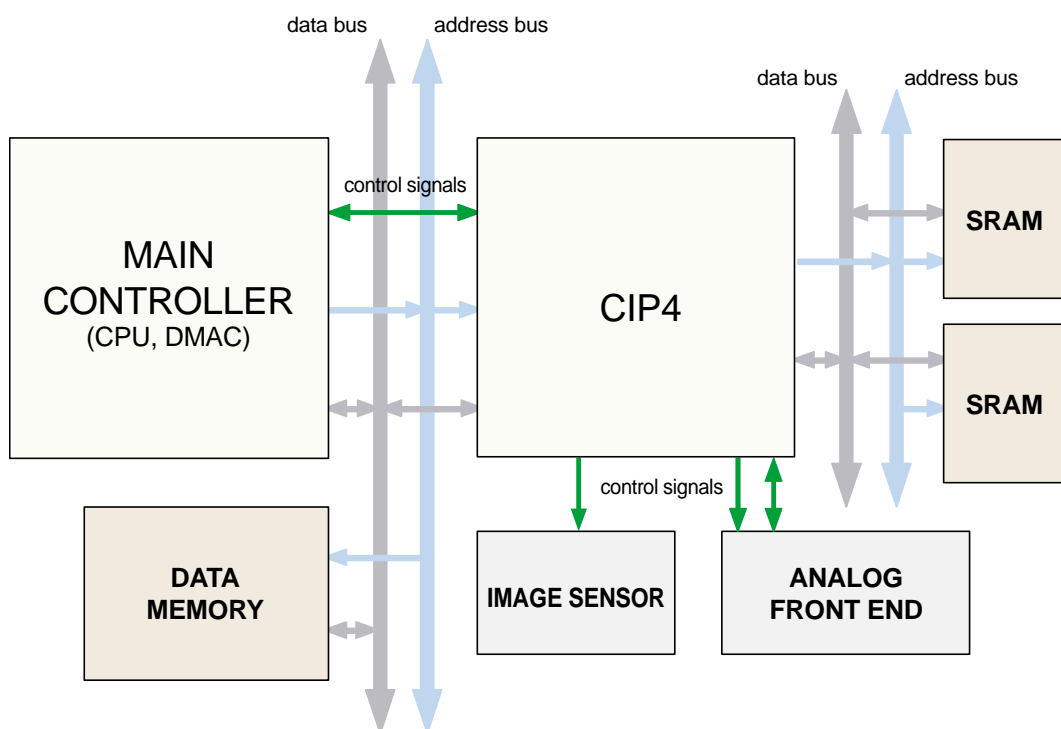 data bus
address bus
data bus
address bus
control signals
MAIN
CONTROLLER
(CPU, DMAC)
CIP4
SRAM
SRAM
control signals
DATA
MEMORY
IMAGE SENSOR
ANALOG
FRONT END